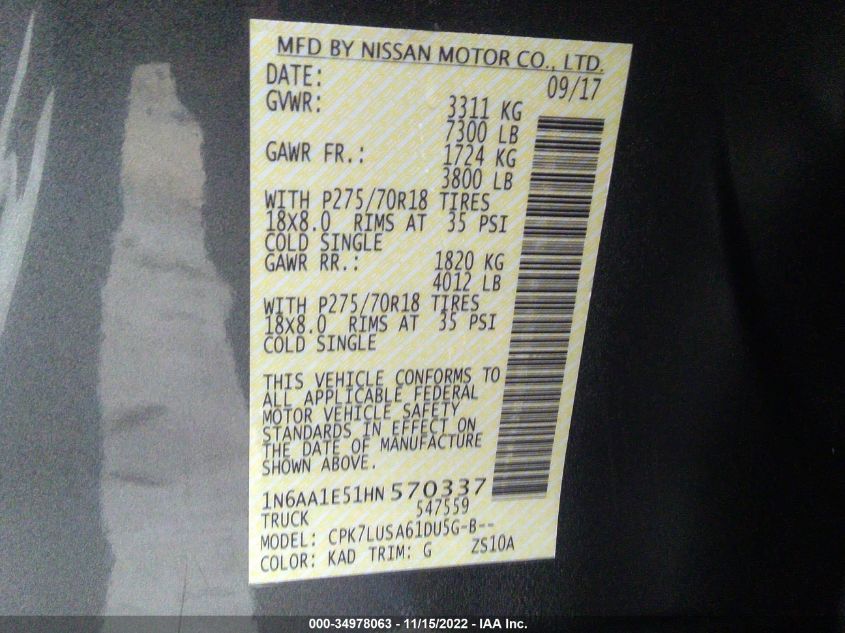 MFD BY NISSAN MOTOR CO., LTD.
DATE: 09/17
GVWR: 3311 KG
7300 LB
GAWR FR.: 1724 KG
3800 LB
WITH P275/70R18 TIRES
18X8.0 RIMS AT 35 PSI
COLD SINGLE
GAWR RR.: 1820 KG
4012 LB
WITH P275/70R18 TIRES
18X8.0 RIMS AT 35 PSI
COLD SINGLE
THIS VEHICLE CONFORMS TO
ALL APPLICABLE FEDERAL
MOTOR VEHICLE SAFETY
STANDARDS IN EFFECT ON
THE DATE OF MANUFACTURE
SHOWN ABOVE.
1N6AA1E51HN 570337
TRUCK 547559
MODEL: CPK7LUSA61DU5G-B--
COLOR: KAD TRIM: G ZS10A
000-34978063 - 11/15/2022 - IAA Inc.